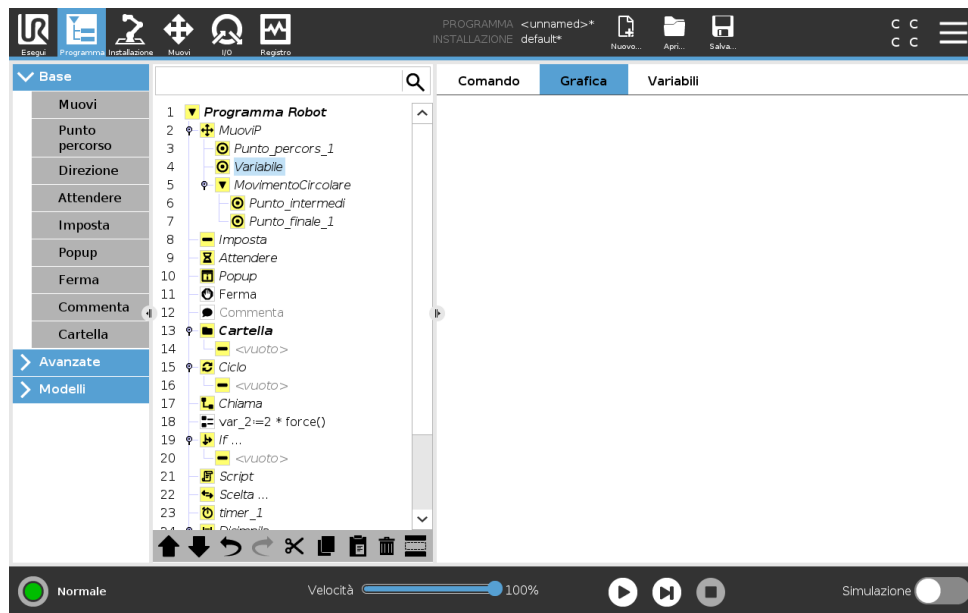 PROGRAMMA <unnamed>*
INSTALLAZIONE default*
Esegui Programma Installazione Muovi I/O Registro
Nuovo... Apri... Salva...
C C
C C
Base
Muovi
Punto
percorso
Direzione
Attendere
Imposta
Popup
Ferma
Commenta
Cartella
Avanzate
Modelli
1 Programma Robot
2 MuoviP
3 Punto_percors_1
4 Variabile
5 MovimentoCircolare
6 Punto_intermedi
7 Punto_finale_1
8 Imposta
9 Attendere
10 Popup
11 Ferma
12 Commenta
13 Cartella
14 <vuoto>
15 Ciclo
16 <vuoto>
17 Chiama
18 var_2:=2 * force()
19 If ...
20 <vuoto>
21 Script
22 Scelta ...
23 timer_1
Comando Grafica Variabili
Normale
Velocità 100%
Simulazione